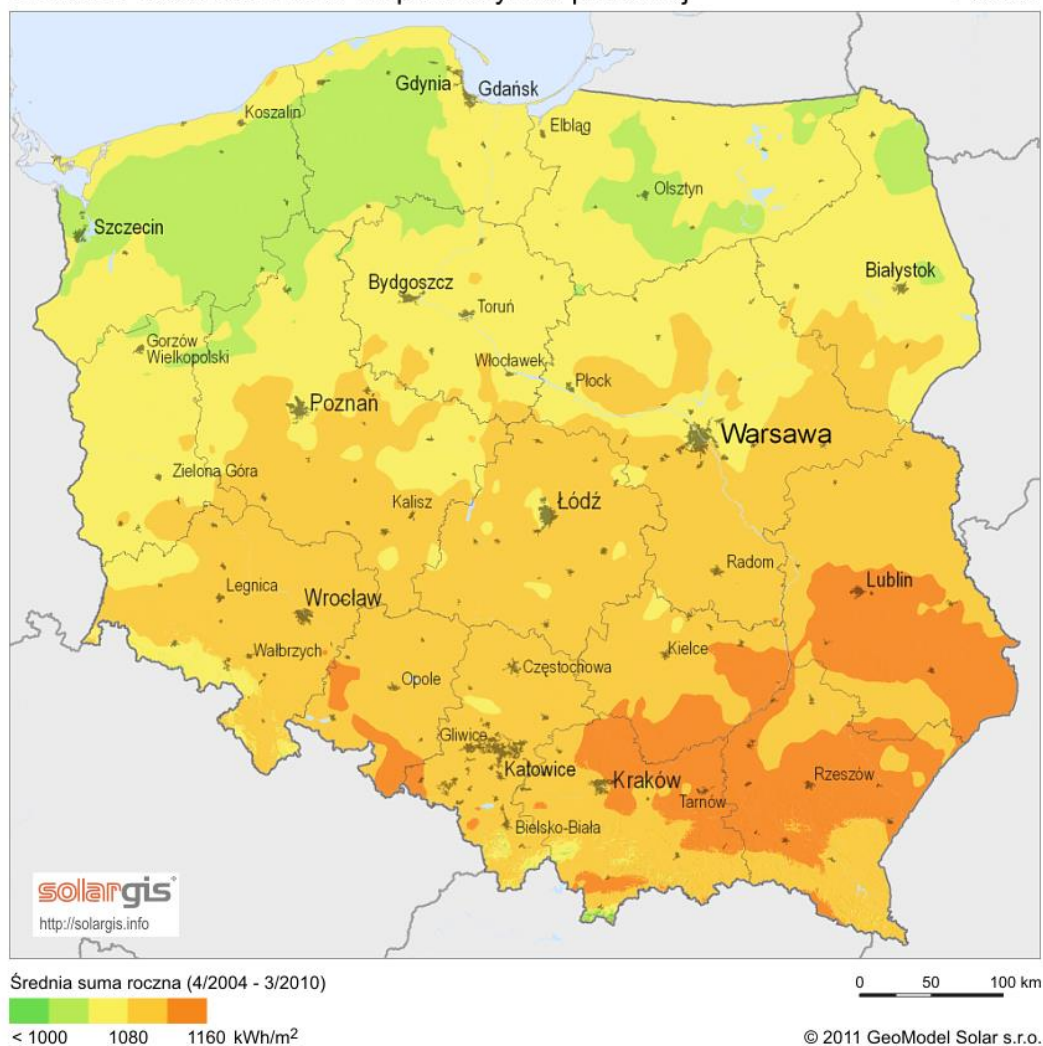 Gdynia
Gdańsk
Koszalin
Elbląg
Olsztyn
Szczecin
Białystok
Bydgoszcz
Toruń
Gorzów
Wielkopolski
Włocławek
Płock
Poznań
Warsawa
Zielona Góra
Kalisz
Łódź
Radom
Lublin
Legnica
Wrocław
Wałbrzych
Kielce
Opole
Częstochowa
Gliwice
Katowice
Kraków
Tarnów
Rzeszów
Bielsko-Biała
solargis
http://solargis.info
Średnia suma roczna (4/2004 - 3/2010)
0 50 100 km
< 1000 1080 1160 kWh/m²
© 2011 GeoModel Solar s.r.o.